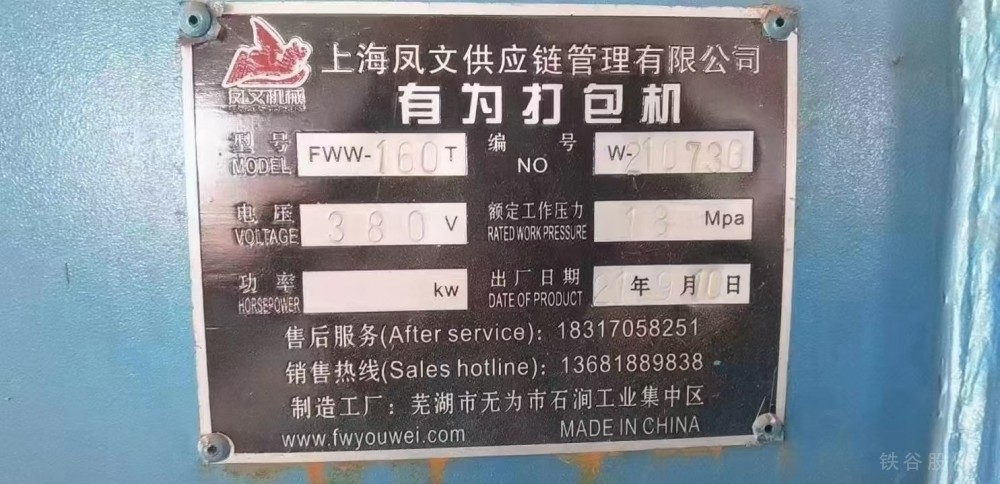 上海凤文供应链管理有限公司
凤文机械
有为打包机
型号 MODEL FWW-160T 编号 NO W-210730
电压 VOLTAGE 380 V 额定工作压力 RATED WORK PRESSURE 18 Mpa
功率 HORSEPOWER kw 出厂日期 DATE OF PRODUCT 21年9月10日
售后服务(After service)：18317058251
销售热线(Sales hotline)：13681889838
制造工厂：芜湖市无为市石涧工业集中区
www.fwyouwei.com MADE IN CHINA
铁谷股份